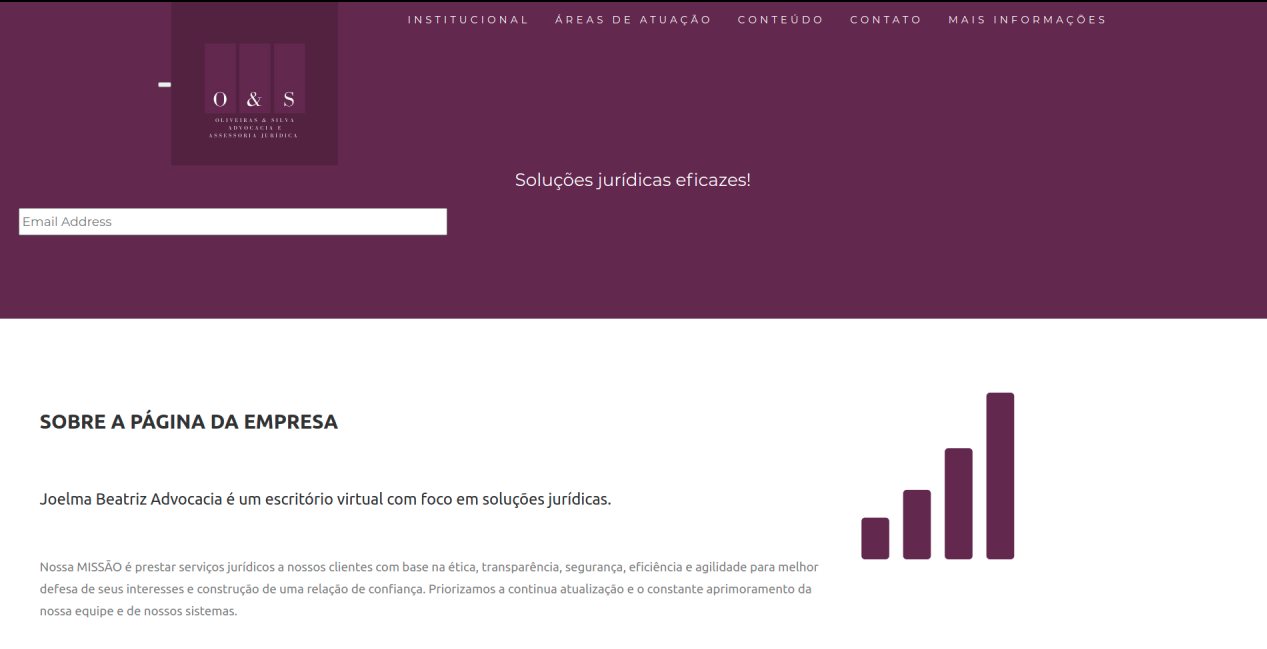 INSTITUCIONAL ÁREAS DE ATUAÇÃO CONTEÚDO CONTATO MAIS INFORMAÇÕES
O & S
OLIVEIRAS & SILVA
ADVOCACIA E
ASSESSORIA JURÍDICA
Soluções jurídicas eficazes!
Email Address
SOBRE A PÁGINA DA EMPRESA
Joelma Beatriz Advocacia é um escritório virtual com foco em soluções jurídicas.
Nossa MISSÃO é prestar serviços jurídicos a nossos clientes com base na ética, transparência, segurança, eficiência e agilidade para melhor
defesa de seus interesses e construção de uma relação de confiança. Priorizamos a continua atualização e o constante aprimoramento da
nossa equipe e de nossos sistemas.